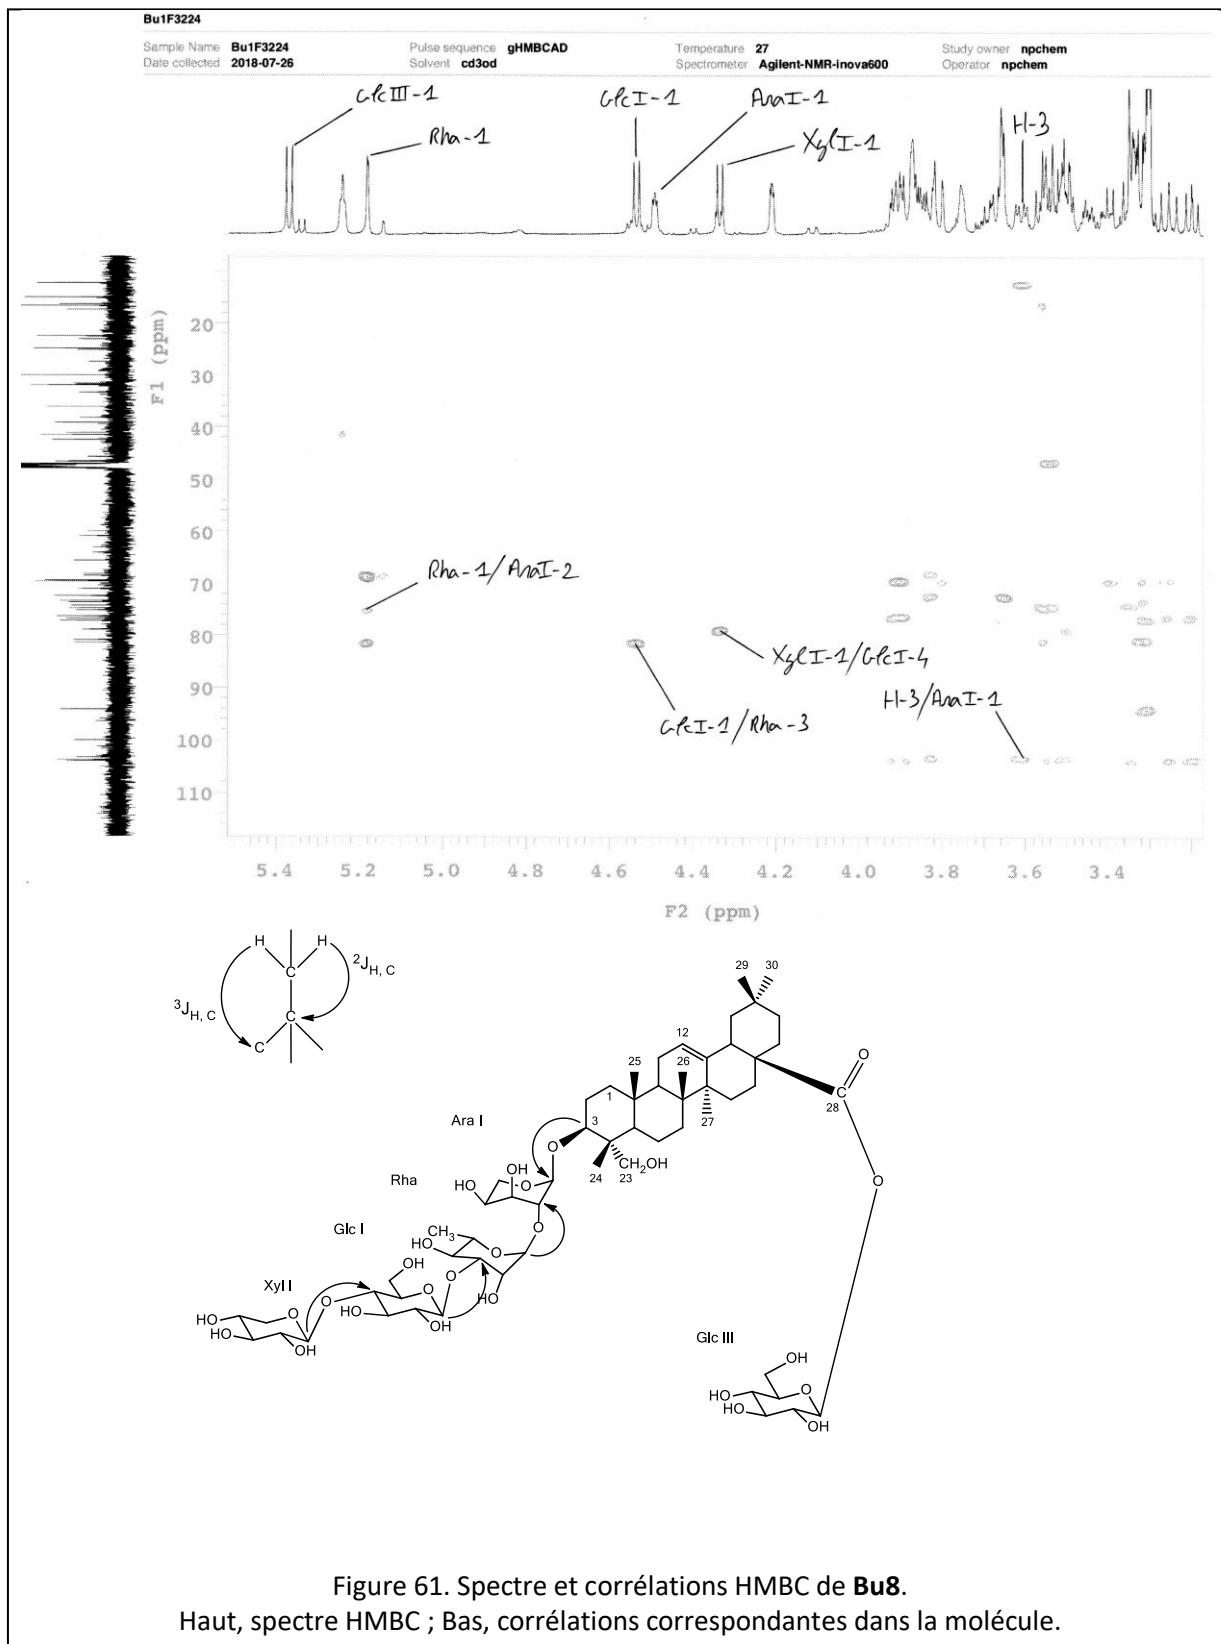 Bu1F3224
Sample Name Bu1F3224 Pulse sequence gHMBCAD Temperature 27 Study owner npchem
Date collected 2018-07-26 Solvent cd3od Spectrometer Agilent-NMR-inova600 Operator npchem
GlcIII-1 GlcI-1 AraI-1
Rha-1 XylI-1 H-3
F1 (ppm)
20
30
40
50
60
70
80
90
100
110
Rha-1/AraI-2
XylI-1/GlcI-4
H-3/AraI-1
GlcI-1/Rha-3
5.4 5.2 5.0 4.8 4.6 4.4 4.2 4.0 3.8 3.6 3.4
F2 (ppm)
H H ²J H, C
C
³J H, C
C
C
29 30
12
25 26
O
1
C
28
Ara I 3 27
O
OH CH₂OH
24 23
Rha HO O
O
O
Glc I CH₃
HO O
OH
O
Xyl I HO
O
HO O O HO
HO OH
OH
Glc III
OH
HO O
HO
OH
Figure 61. Spectre et corrélations HMBC de Bu8.
Haut, spectre HMBC ; Bas, corrélations correspondantes dans la molécule.